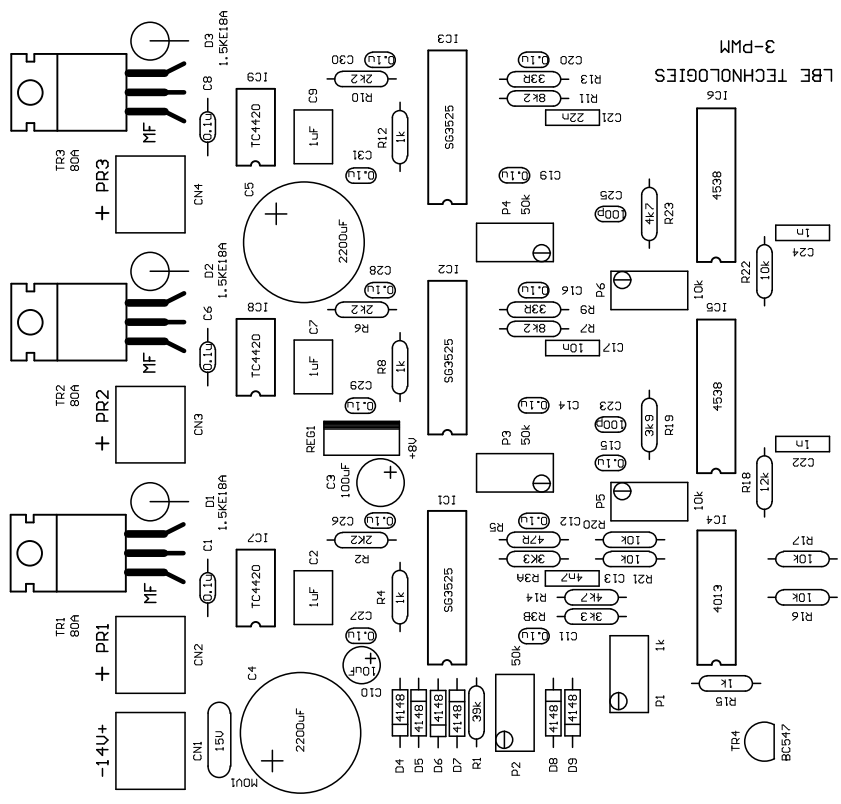 3-PWM
LBE TECHNOLOGIES
D3
1.5KE18A
C8
0.1u
MF
TR3
80A
+ PR3
CN4
IC9
TC4420
C9
1uF
C30
0.1u
2k2
R10
R12
1k
C31
0.1u
IC3
SG3525
C20
0.1u
33R
R13
8k2
R11
22n
C21
0.1u
C19
P4
50k
C25
100p
4k7
R23
IC6
4538
1n
C24
R22
10k
C5
2200uF
D2
1.5KE18A
C6
0.1u
MF
TR2
80A
+ PR2
CN3
IC8
TC4420
C7
1uF
C28
0.1u
2k2
R6
R8
1k
C29
0.1u
IC2
SG3525
0.1u
C16
33R
R9
8k2
R7
10n
C17
P6
10k
IC5
4538
0.1u
C14
C23
100p
3k9
R19
C15
0.1u
1n
C22
R18
12k
REG1
+8V
C3
100uF
P3
50k
P5
10k
D1
1.5KE18A
C1
0.1u
MF
TR1
80A
+ PR1
CN2
IC7
TC4420
C2
1uF
C26
0.1u
2K2
R2
R4
1k
C27
0.1u
10uF
C10
IC1
SG3525
R5
0.1u
C12
47R
3K3
R3A
4n7
C13
R20
10k
10k
R21
R14
4k7
R3B
3k3
0.1u
C11
IC4
4013
R17
10k
10k
R16
1k
R15
-14V+
CN1
15V
MOV1
C4
2200uF
4148
4148
4148
4148
39k
D4
D5
D6
D7
R1
50k
P2
4148
4148
D8
D9
1k
P1
TR4
BC547